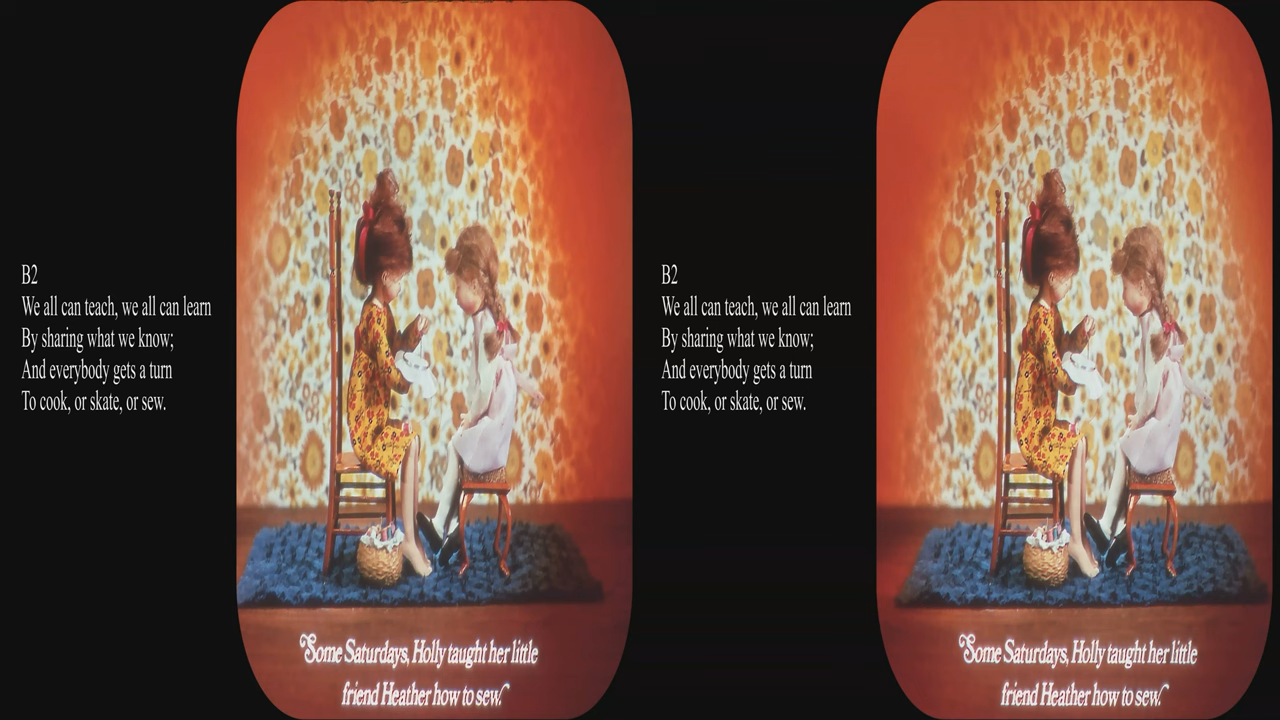 B2
We all can teach, we all can learn
By sharing what we know;
And everybody gets a turn
To cook, or skate, or sew.
Some Saturdays, Holly taught her little
friend Heather how to sew.
B2
We all can teach, we all can learn
By sharing what we know;
And everybody gets a turn
To cook, or skate, or sew.
Some Saturdays, Holly taught her little
friend Heather how to sew.